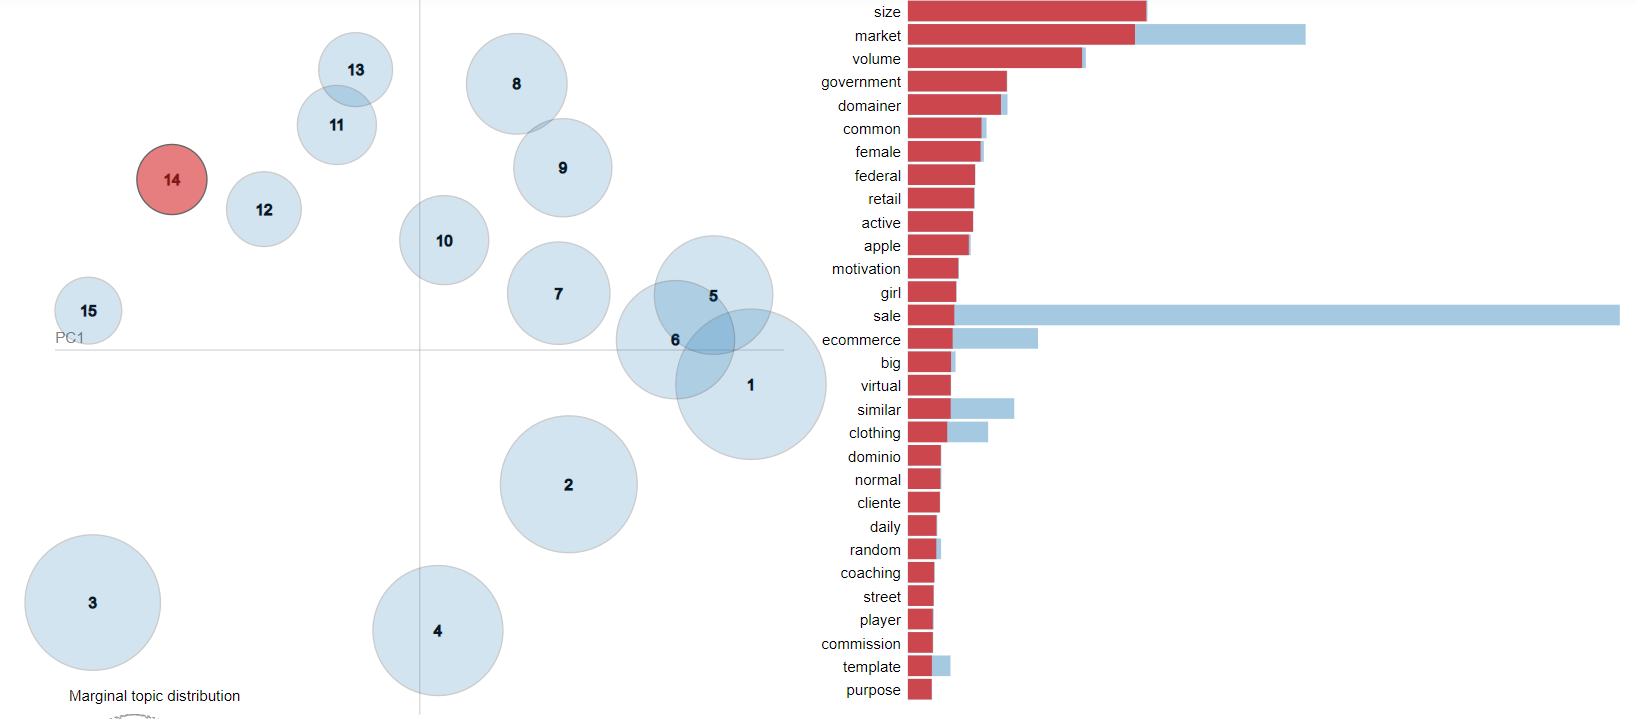 13
8
11
9
14
12
10
7
5
15
PC1
6
1
2
3
4
Marginal topic distribution
size
market
volume
government
domainer
common
female
federal
retail
active
apple
motivation
girl
sale
ecommerce
big
virtual
similar
clothing
dominio
normal
cliente
daily
random
coaching
street
player
commission
template
purpose